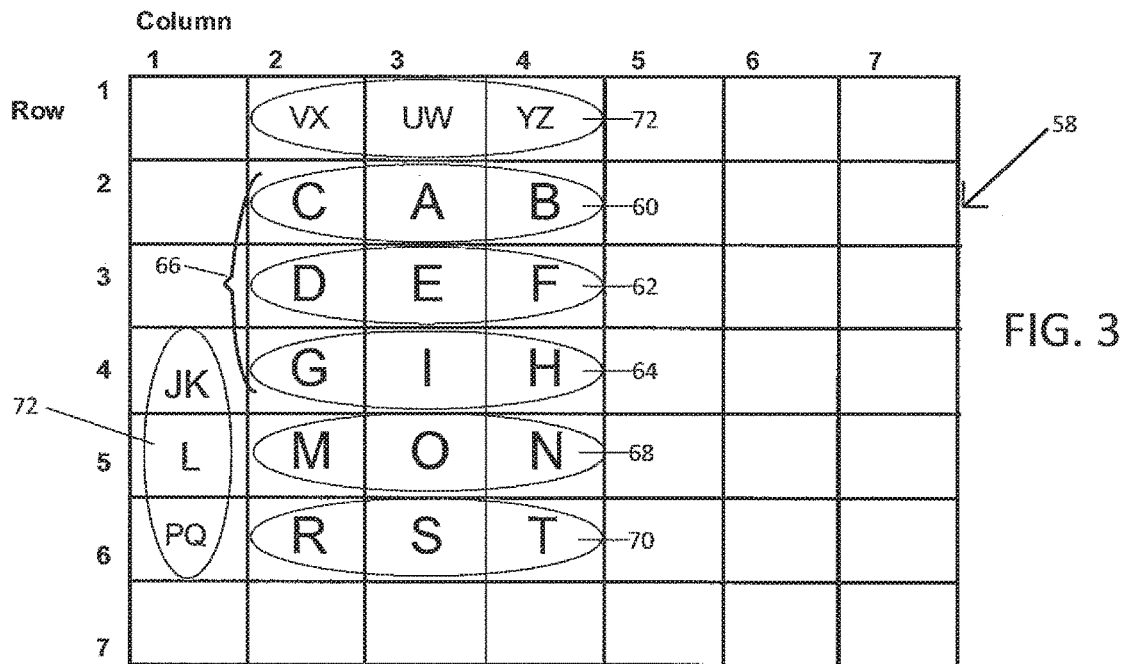 Column
1 2 3 4 5 6 7
Row 1 VX UW YZ 72
58
2 C A B 60
66 3 D E F 62
FIG. 3
4 JK G I H 64
72
5 L M O N 68
6 PQ R S T 70
7